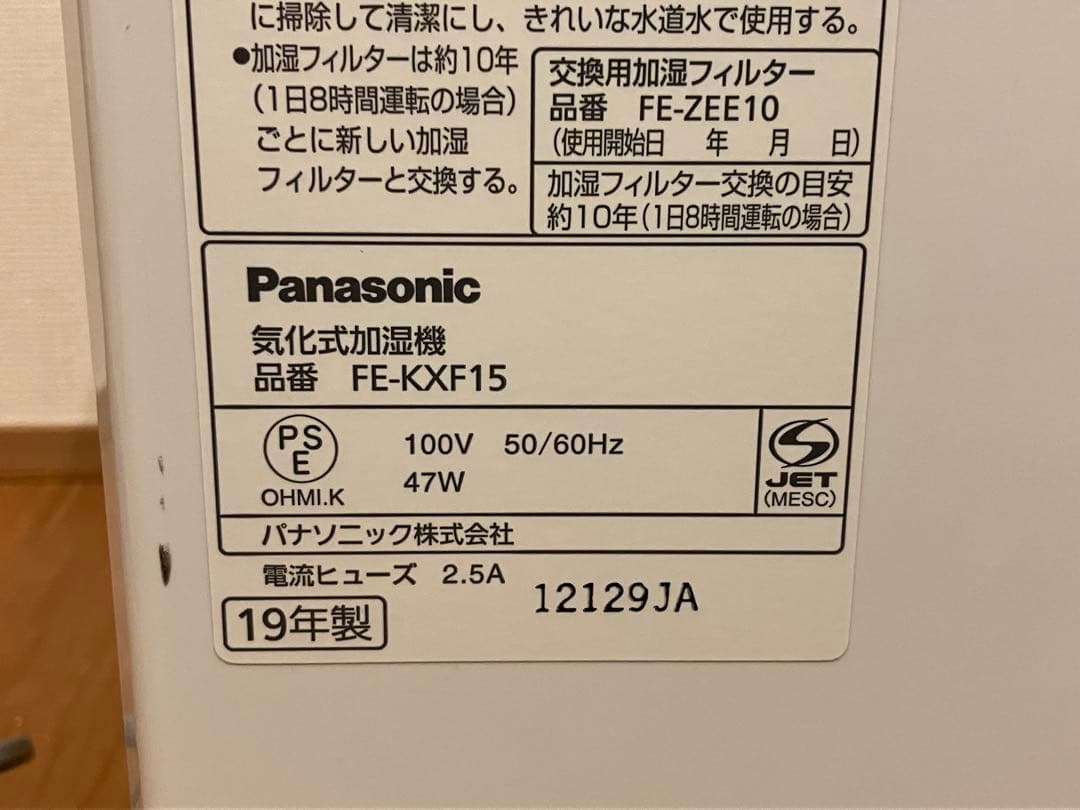 に掃除して清潔にし、きれいな水道水で使用する。
●加湿フィルターは約10年
(1日8時間運転の場合)
ごとに新しい加湿
フィルターと交換する。
交換用加湿フィルター
品番 FE-ZEE10
(使用開始日 年 月 日)
加湿フィルター交換の目安
約10年(1日8時間運転の場合)
Panasonic
気化式加湿機
品番 FE-KXF15
PS
E
OHMI.K
100V 50/60Hz
47W
JET
(MESC)
パナソニック株式会社
電流ヒューズ 2.5A
19年製
12129JA